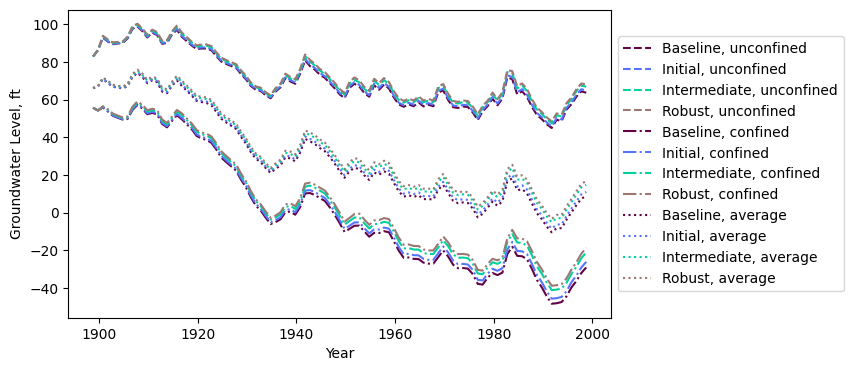 100
80
60
40
20
0
−20
−40
Groundwater Level, ft
1900
1920
1940
1960
1980
2000
Year
Baseline, unconfined
Initial, unconfined
Intermediate, unconfined
Robust, unconfined
Baseline, confined
Initial, confined
Intermediate, confined
Robust, confined
Baseline, average
Initial, average
Intermediate, average
Robust, average